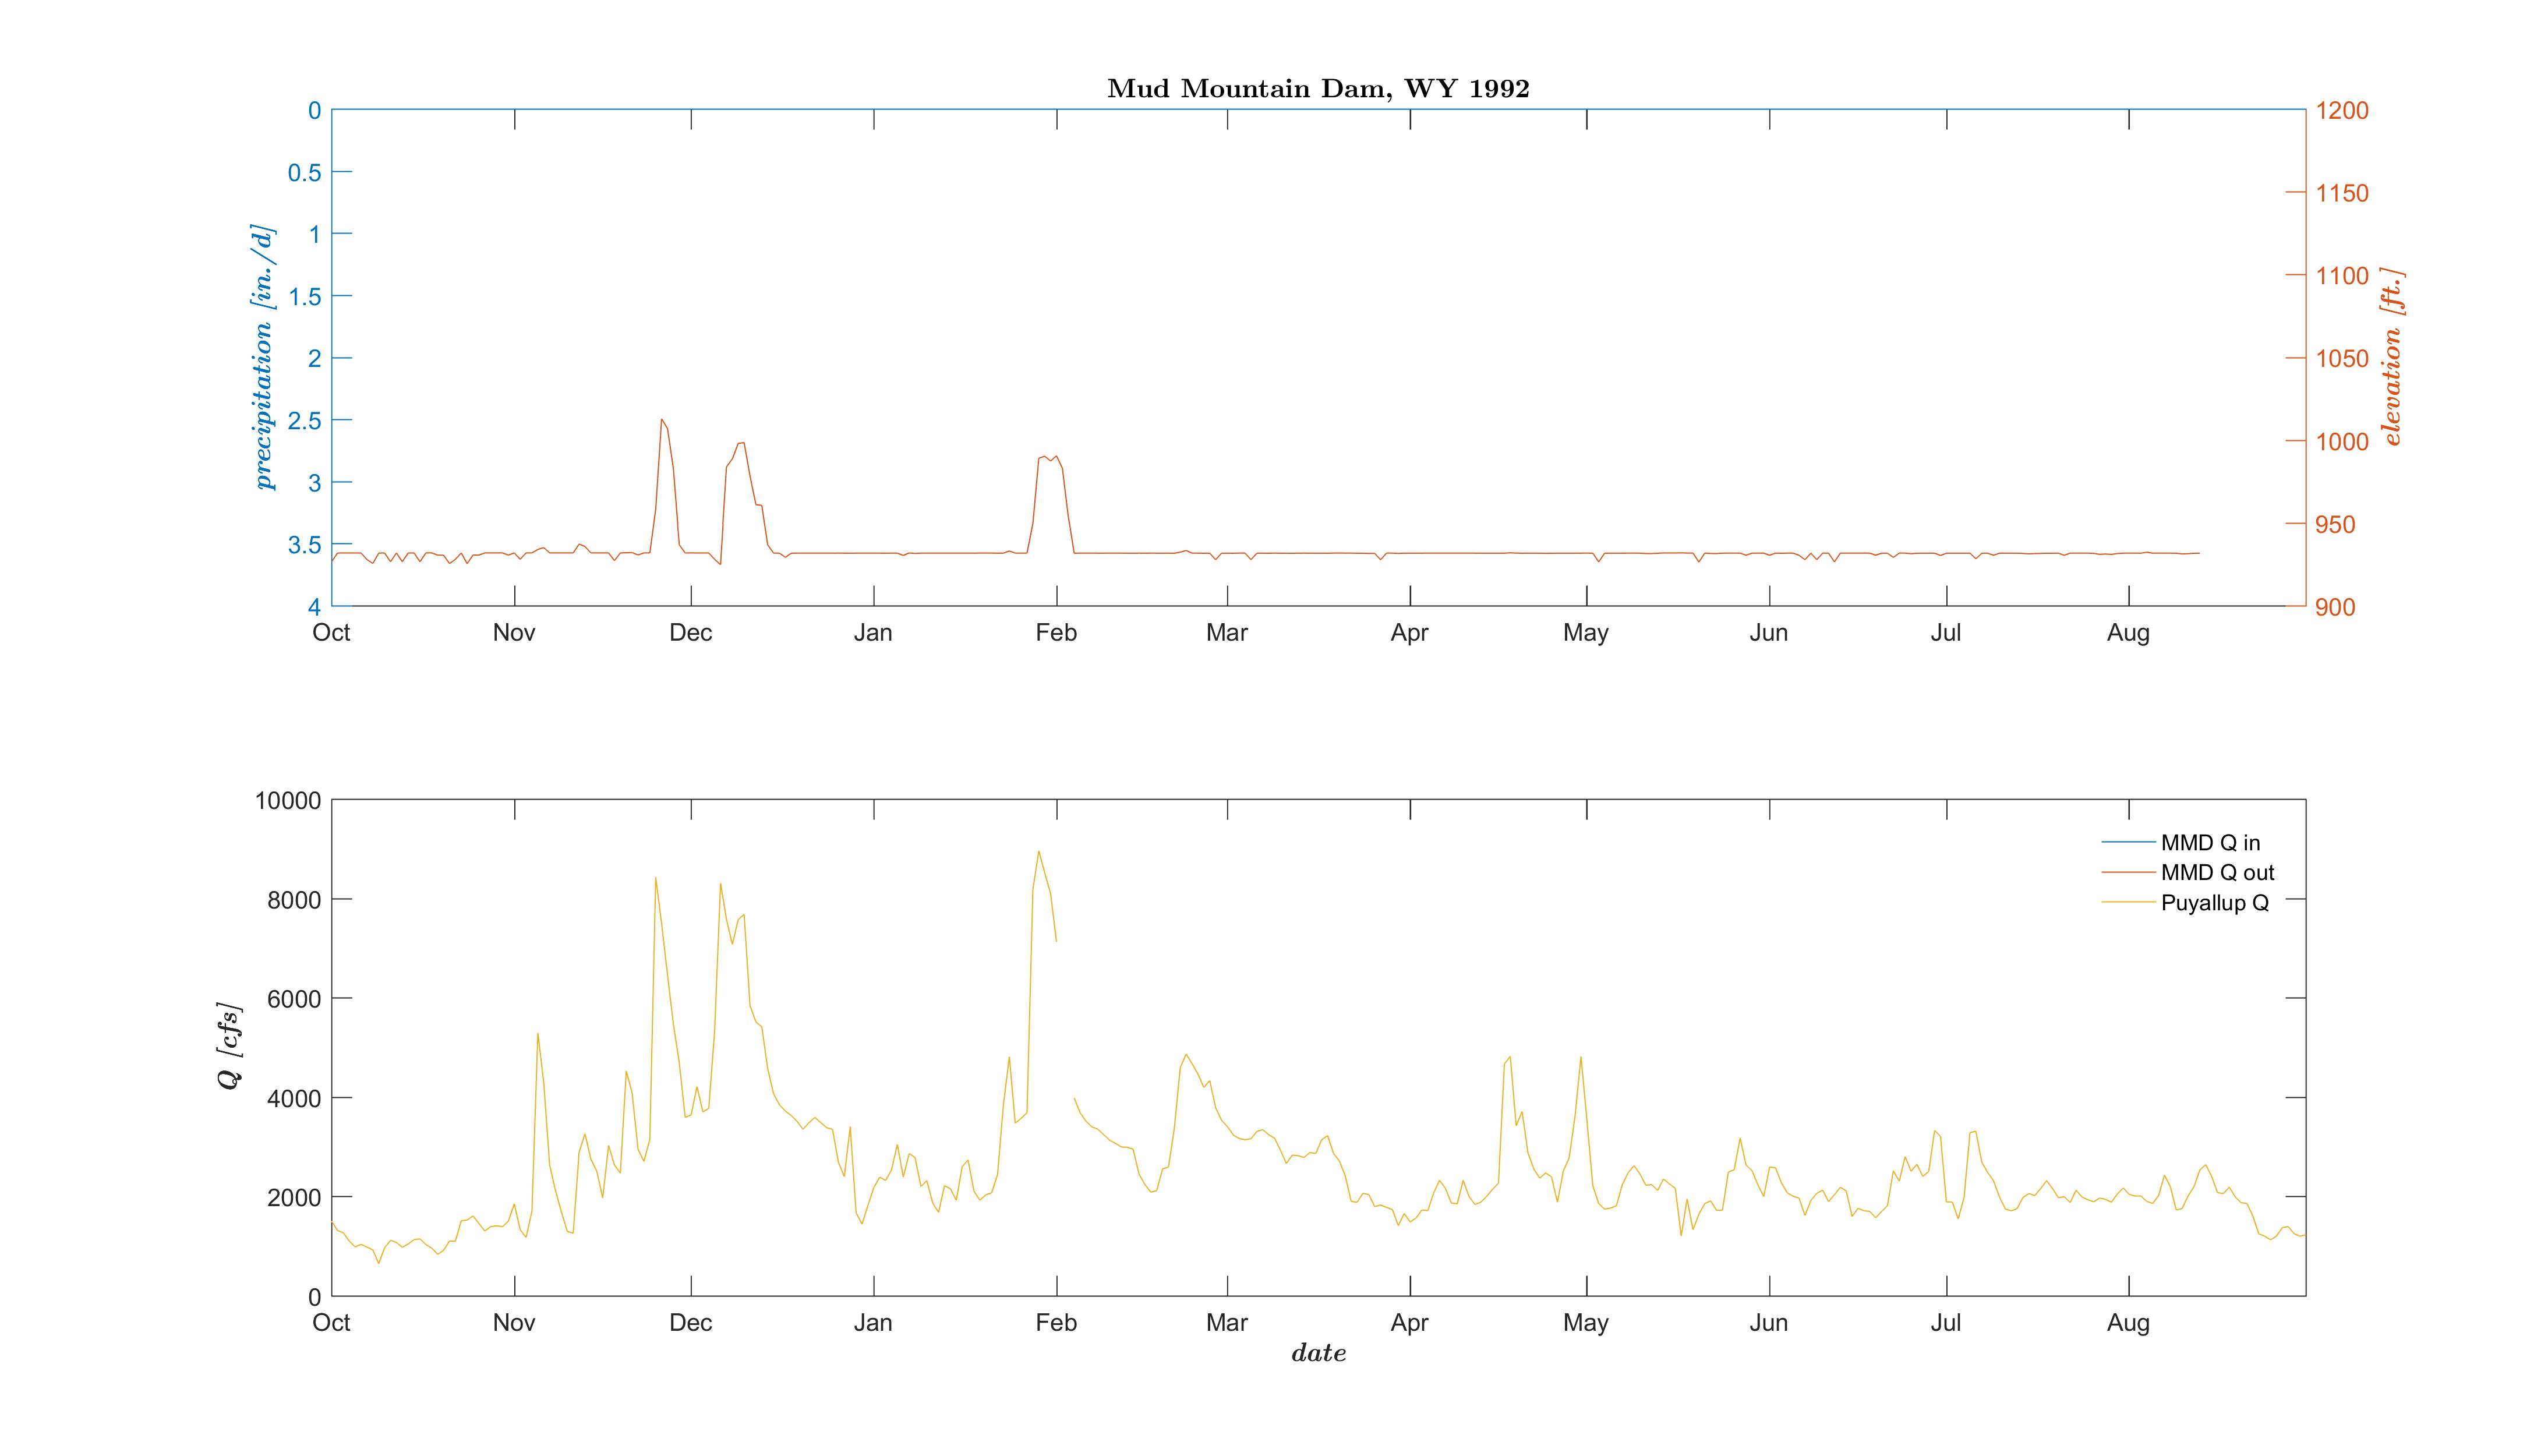 Mud Mountain Dam, WY 1992
0
0.5
1
1.5
2
2.5
3
3.5
4
precipitation [in./d]
1200
1150
1100
1050
1000
950
900
elevation [ft.]
Oct Nov Dec Jan Feb Mar Apr May Jun Jul Aug
10000
8000
6000
4000
2000
0
Q [cfs]
MMD Q in
MMD Q out
Puyallup Q
Oct Nov Dec Jan Feb Mar Apr May Jun Jul Aug
date